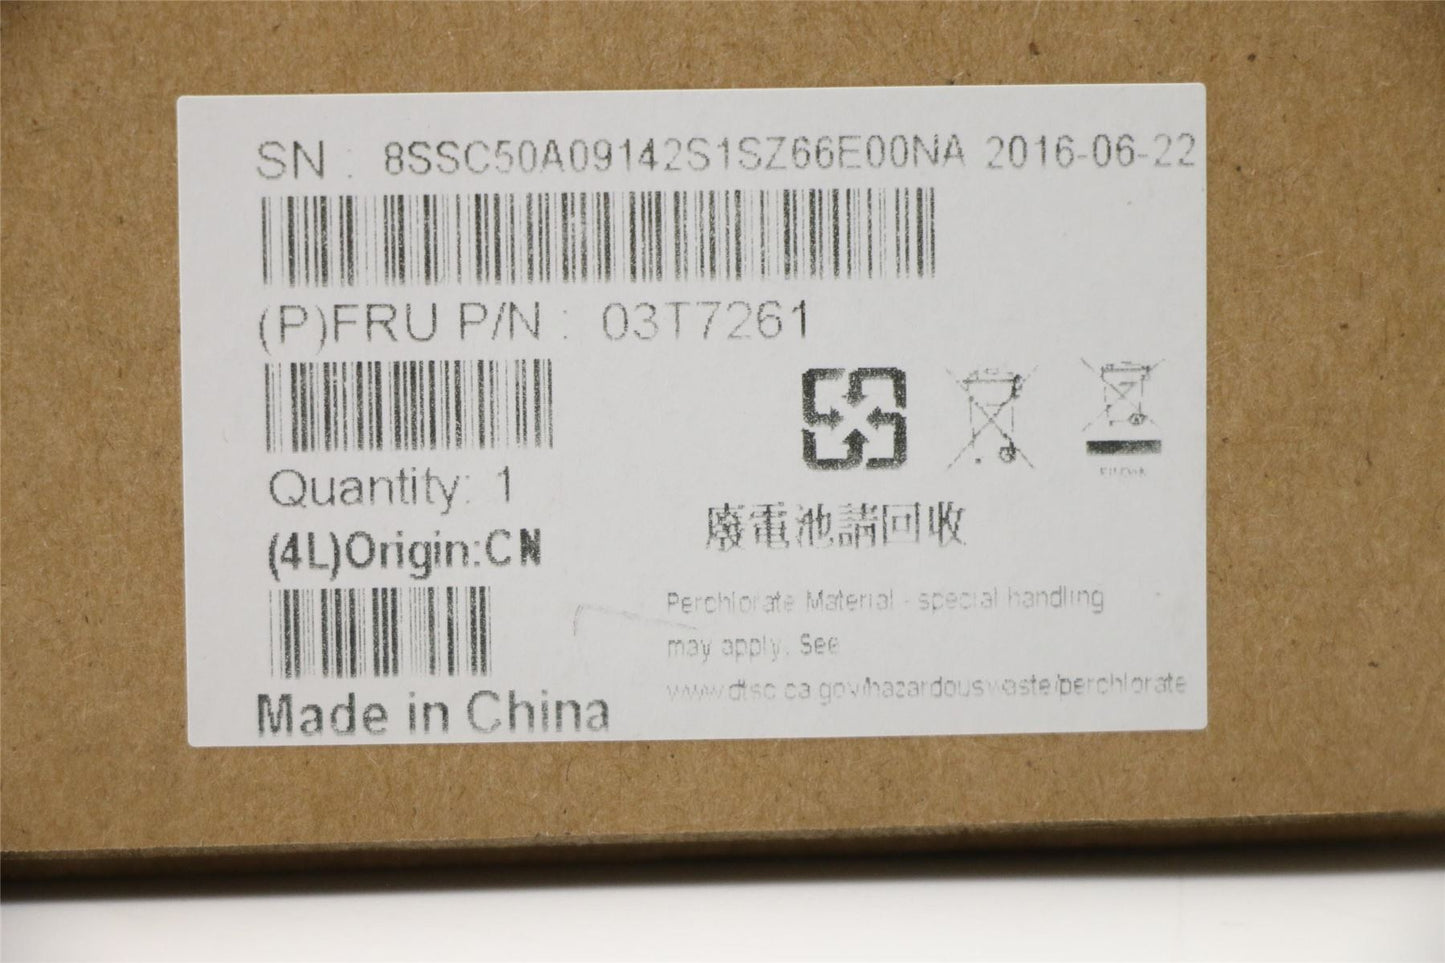 SN : 8SSC50A09142S1SZ66E00NA 2016-06-22
(P)FRU P/N : 03T7261
Quantity: 1
(4L)Origin:CN
Made in China
廢電池請回收
Perchlorate Material - special handling
may apply. See
www.dtsc.ca.gov/hazardouswaste/perchlorate